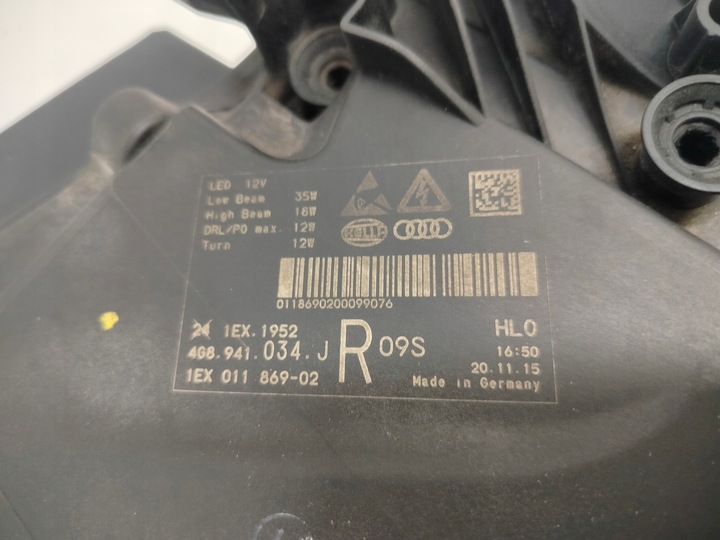 LED 12V
Low Beam 35W
High Beam 18W
DRL/PO max. 12W
Turn 12W
HELLA
0118690200099076
24 1EX.1952
4G8.941.034.J R 09S
1EX 011 869-02
HL0
16:50
20.11.15
Made in Germany